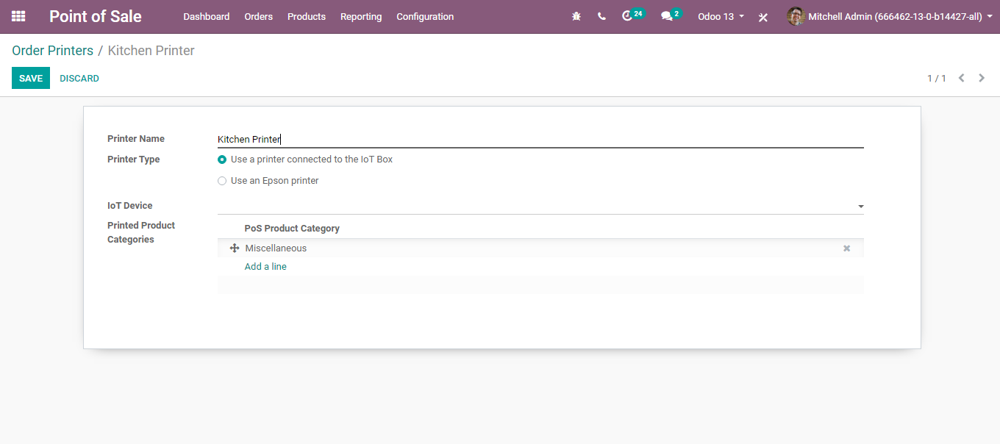 Point of Sale Dashboard Orders Products Reporting Configuration 24 2 Odoo 13 Mitchell Admin (666462-13-0-b14427-all)
Order Printers / Kitchen Printer
SAVE DISCARD 1 / 1
Printer Name Kitchen Printer
Printer Type Use a printer connected to the IoT Box
Use an Epson printer
IoT Device
Printed Product
Categories
PoS Product Category
Miscellaneous
Add a line